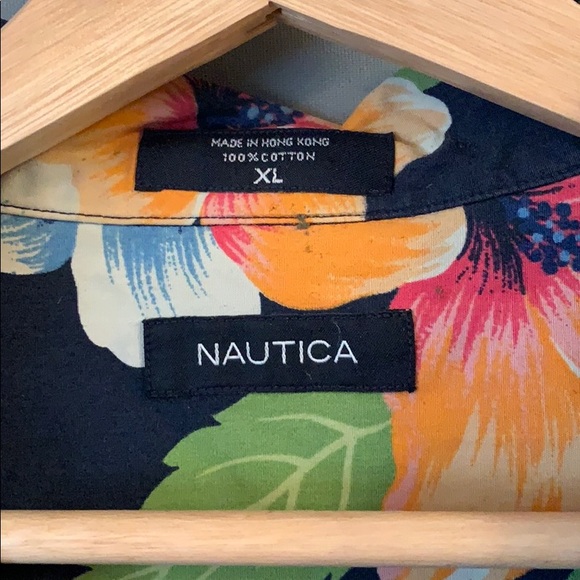 MADE IN HONG KONG
100% COTTON
XL
NAUTICA